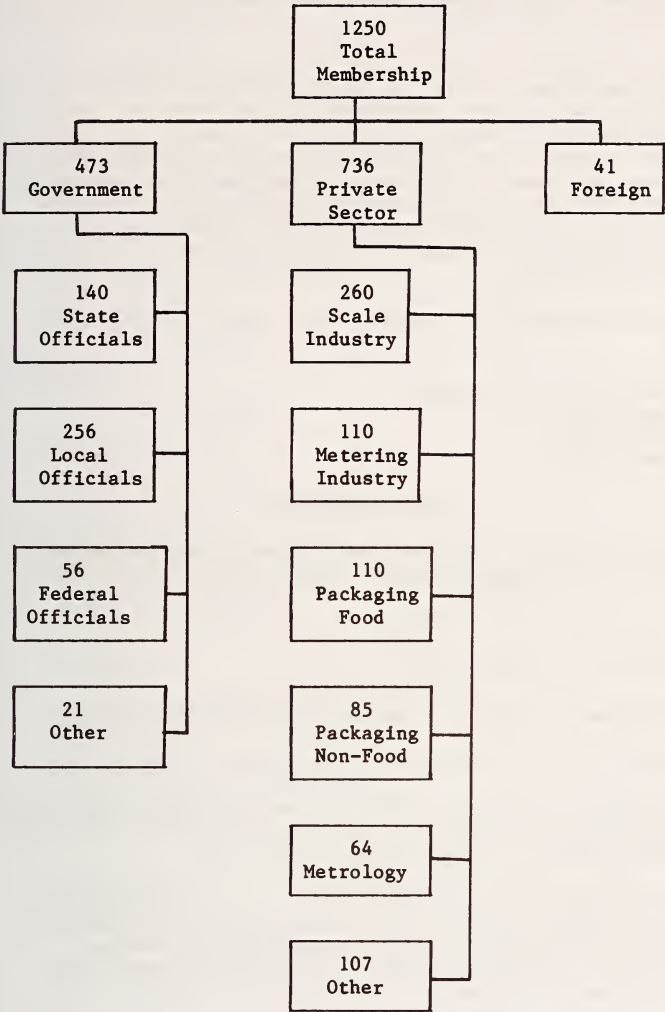 1250
Total
Membership
473
Government
736
Private
Sector
41
Foreign
140
State
Officials
256
Local
Officials
56
Federal
Officials
21
Other
260
Scale
Industry
110
Metering
Industry
110
Packaging
Food
85
Packaging
Non-Food
64
Metrology
107
Other